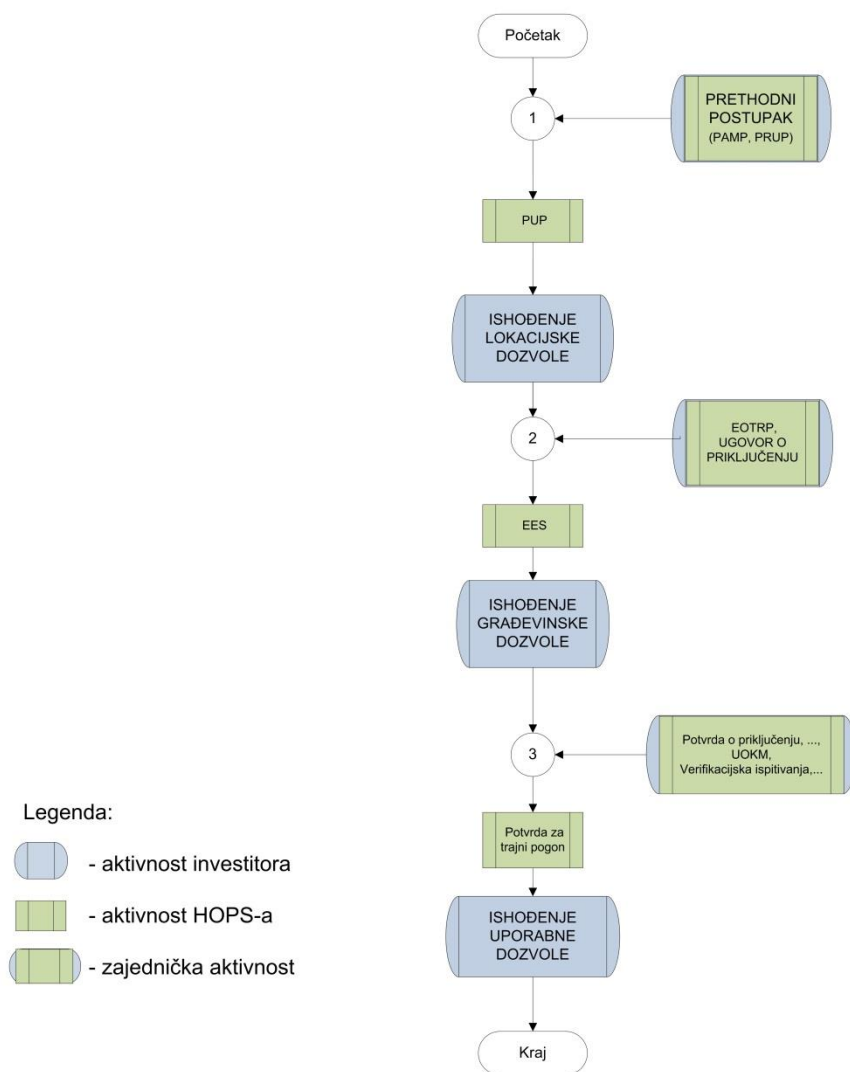 Početak
1
PRETHODNI
POSTUPAK
(PAMP, PRUP)
PUP
ISHOĐENJE
LOKACIJSKE
DOZVOLE
2
EOTRP,
UGOVOR O
PRIKLJUČENJU
EES
ISHOĐENJE
GRAĐEVINSKE
DOZVOLE
3
Potvrda o priključenju, ...,
UOKM,
Verifikacijska ispitivanja,...
Potvrda za
trajni pogon
ISHOĐENJE
UPORABNE
DOZVOLE
Kraj
Legenda:
- aktivnost investitora
- aktivnost HOPS-a
- zajednička aktivnost